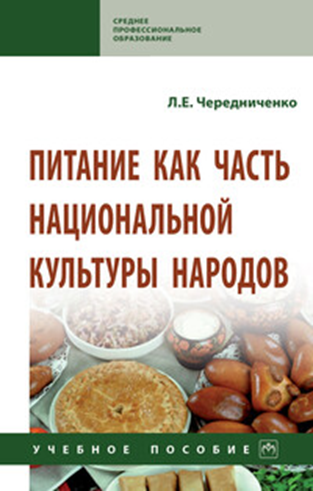 СРЕДНЕЕ
ПРОФЕССИОНАЛЬНОЕ
ОБРАЗОВАНИЕ
Л.Е. Чередниченко
ПИТАНИЕ КАК ЧАСТЬ
НАЦИОНАЛЬНОЙ
КУЛЬТУРЫ НАРОДОВ
УЧЕБНОЕ ПОСОБИЕ